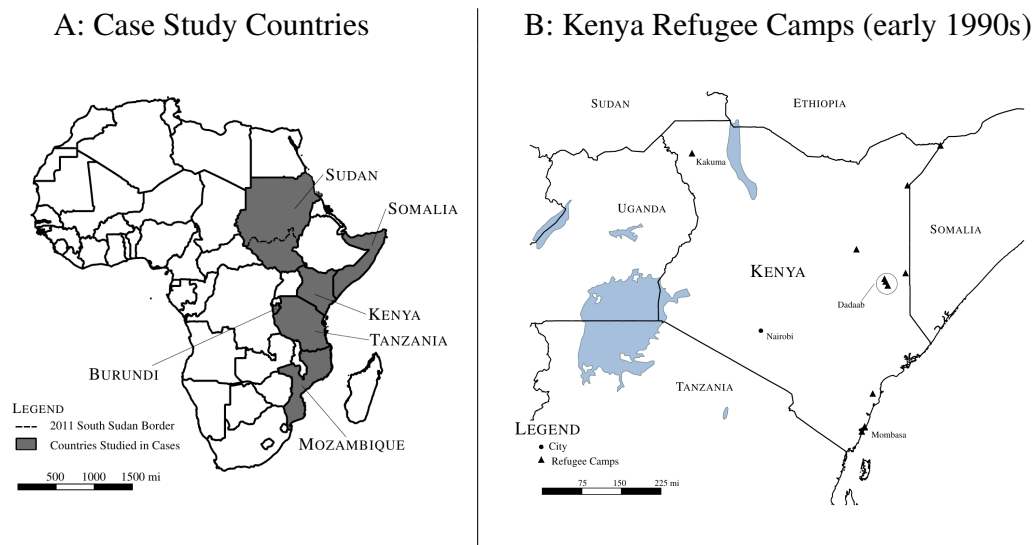 A: Case Study Countries
SUDAN
SOMALIA
KENYA
TANZANIA
BURUNDI
MOZAMBIQUE
LEGEND
2011 South Sudan Border
Countries Studied in Cases
500 1000 1500 mi
B: Kenya Refugee Camps (early 1990s)
SUDAN
ETHIOPIA
Kakuma
UGANDA
SOMALIA
KENYA
Dadaab
Nairobi
TANZANIA
Mombasa
LEGEND
City
Refugee Camps
75 150 225 mi